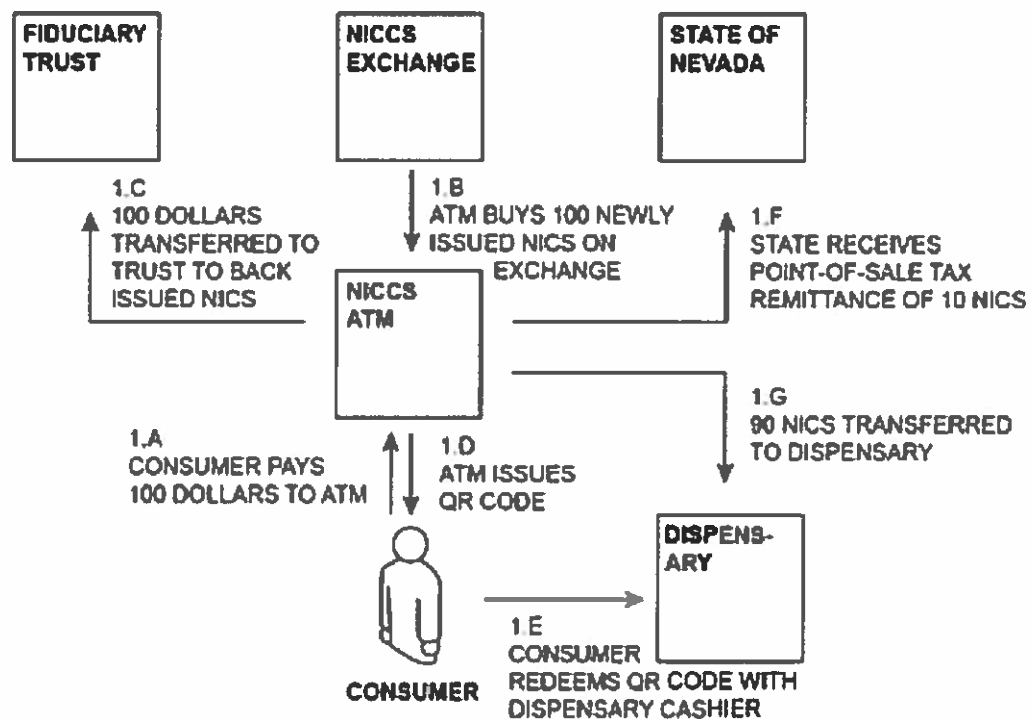 FIDUCIARY
TRUST
NICCS
EXCHANGE
STATE OF
NEVADA
1.C
100 DOLLARS
TRANSFERRED TO
TRUST TO BACK
ISSUED NICS
1.B
ATM BUYS 100 NEWLY
ISSUED NICS ON
EXCHANGE
1.F
STATE RECEIVES
POINT-OF-SALE TAX
REMITTANCE OF 10 NICS
NICCS
ATM
1.G
90 NICS TRANSFERRED
TO DISPENSARY
1.A
CONSUMER PAYS
100 DOLLARS TO ATM
1.D
ATM ISSUES
QR CODE
DISPENS-
ARY
1.E
CONSUMER
REDEEMS QR CODE WITH
DISPENSARY CASHIER
CONSUMER